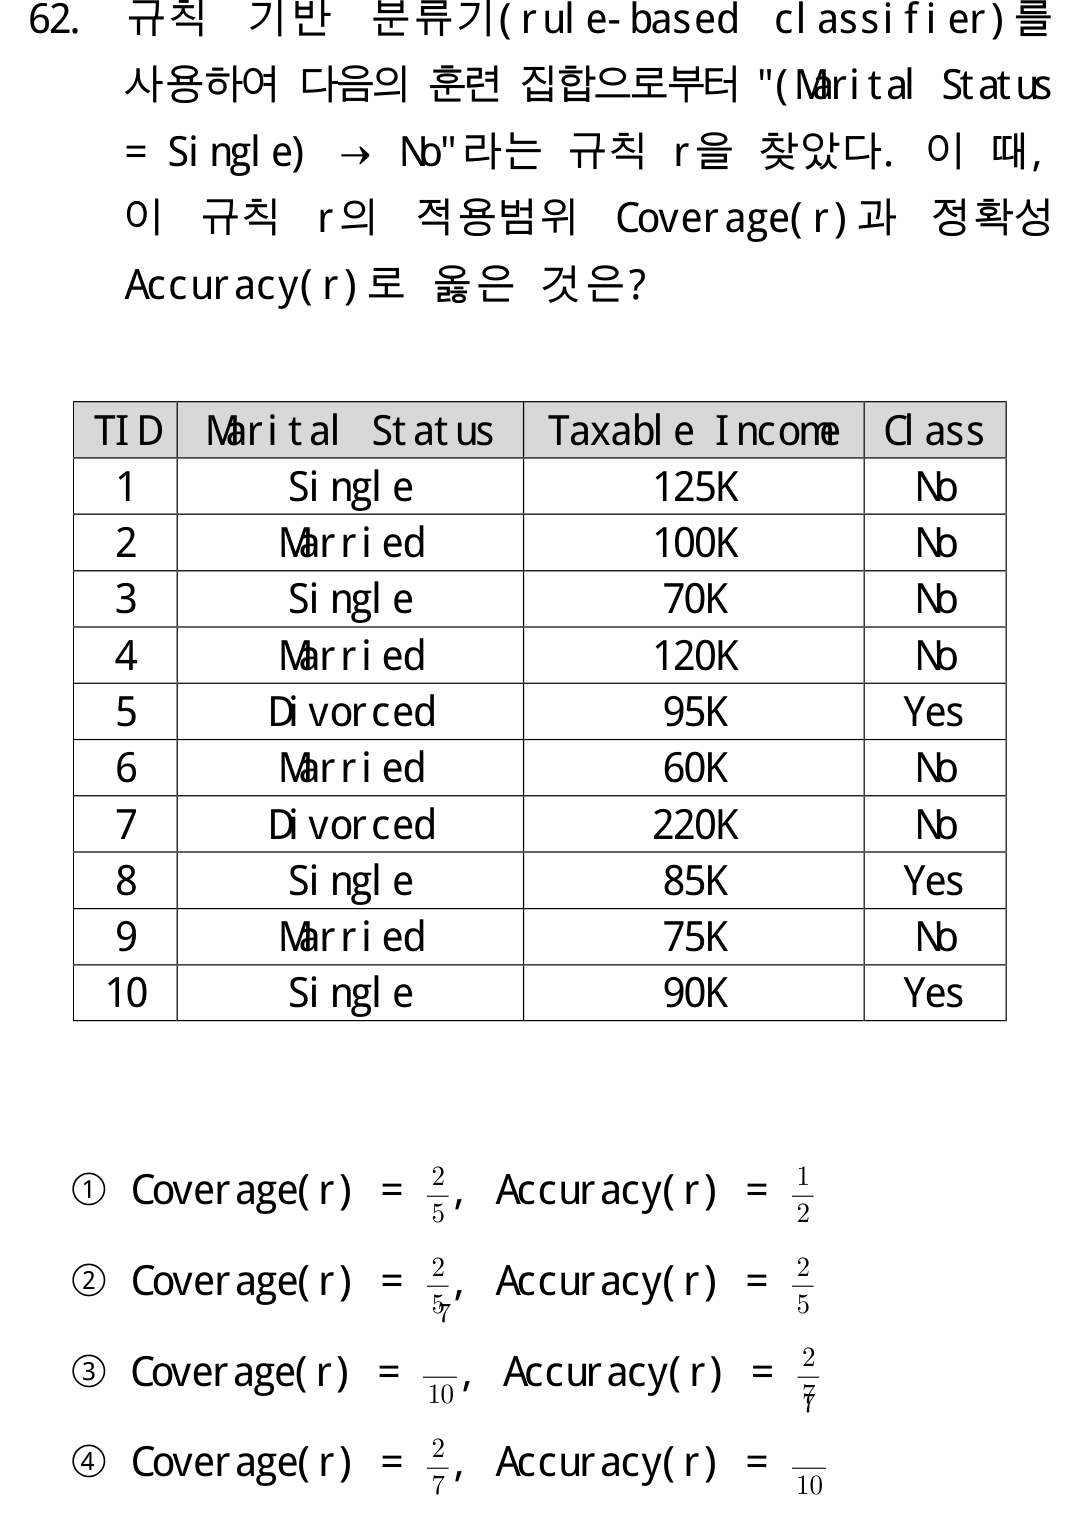 62. 규칙 기반 분류기(rule-based classifier)를
사용하여 다음의 훈련 집합으로부터 "(Marital Status
= Single) → No"라는 규칙 r을 찾았다. 이 때,
이 규칙 r의 적용범위 Coverage(r)과 정확성
Accuracy(r)로 옳은 것은?
TID Marital Status Taxable Income Class
1 Single 125K No
2 Married 100K No
3 Single 70K No
4 Married 120K No
5 Divorced 95K Yes
6 Married 60K No
7 Divorced 220K No
8 Single 85K Yes
9 Married 75K No
10 Single 90K Yes
① Coverage(r) = 2/5, Accuracy(r) = 1/2
② Coverage(r) = 2/5, Accuracy(r) = 2/5
③ Coverage(r) = 7/10, Accuracy(r) = 2/7
④ Coverage(r) = 2/7, Accuracy(r) = 7/10